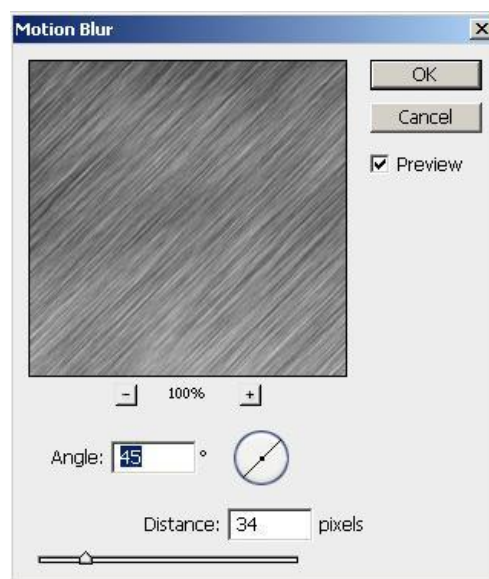 Motion Blur
OK
Cancel
Preview
- 100% +
Angle: 45 °
Distance: 34 pixels